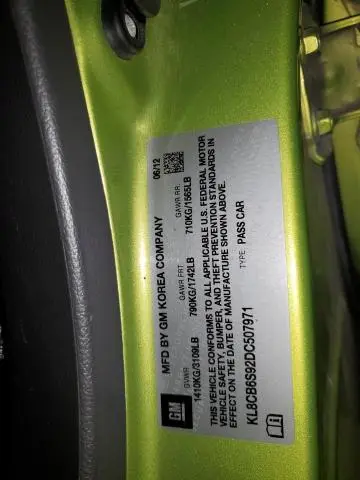 GM
MFD BY GM KOREA COMPANY 06/12
GVWR GAWR FRT GAWR RR
1410KG/3109LB 790KG/1742LB 710KG/1565LB
THIS VEHICLE CONFORMS TO ALL APPLICABLE U.S. FEDERAL MOTOR
VEHICLE SAFETY, BUMPER, AND THEFT PREVENTION STANDARDS IN
EFFECT ON THE DATE OF MANUFACTURE SHOWN ABOVE.
KL8CB6S92DC507971 TYPE: PASS CAR